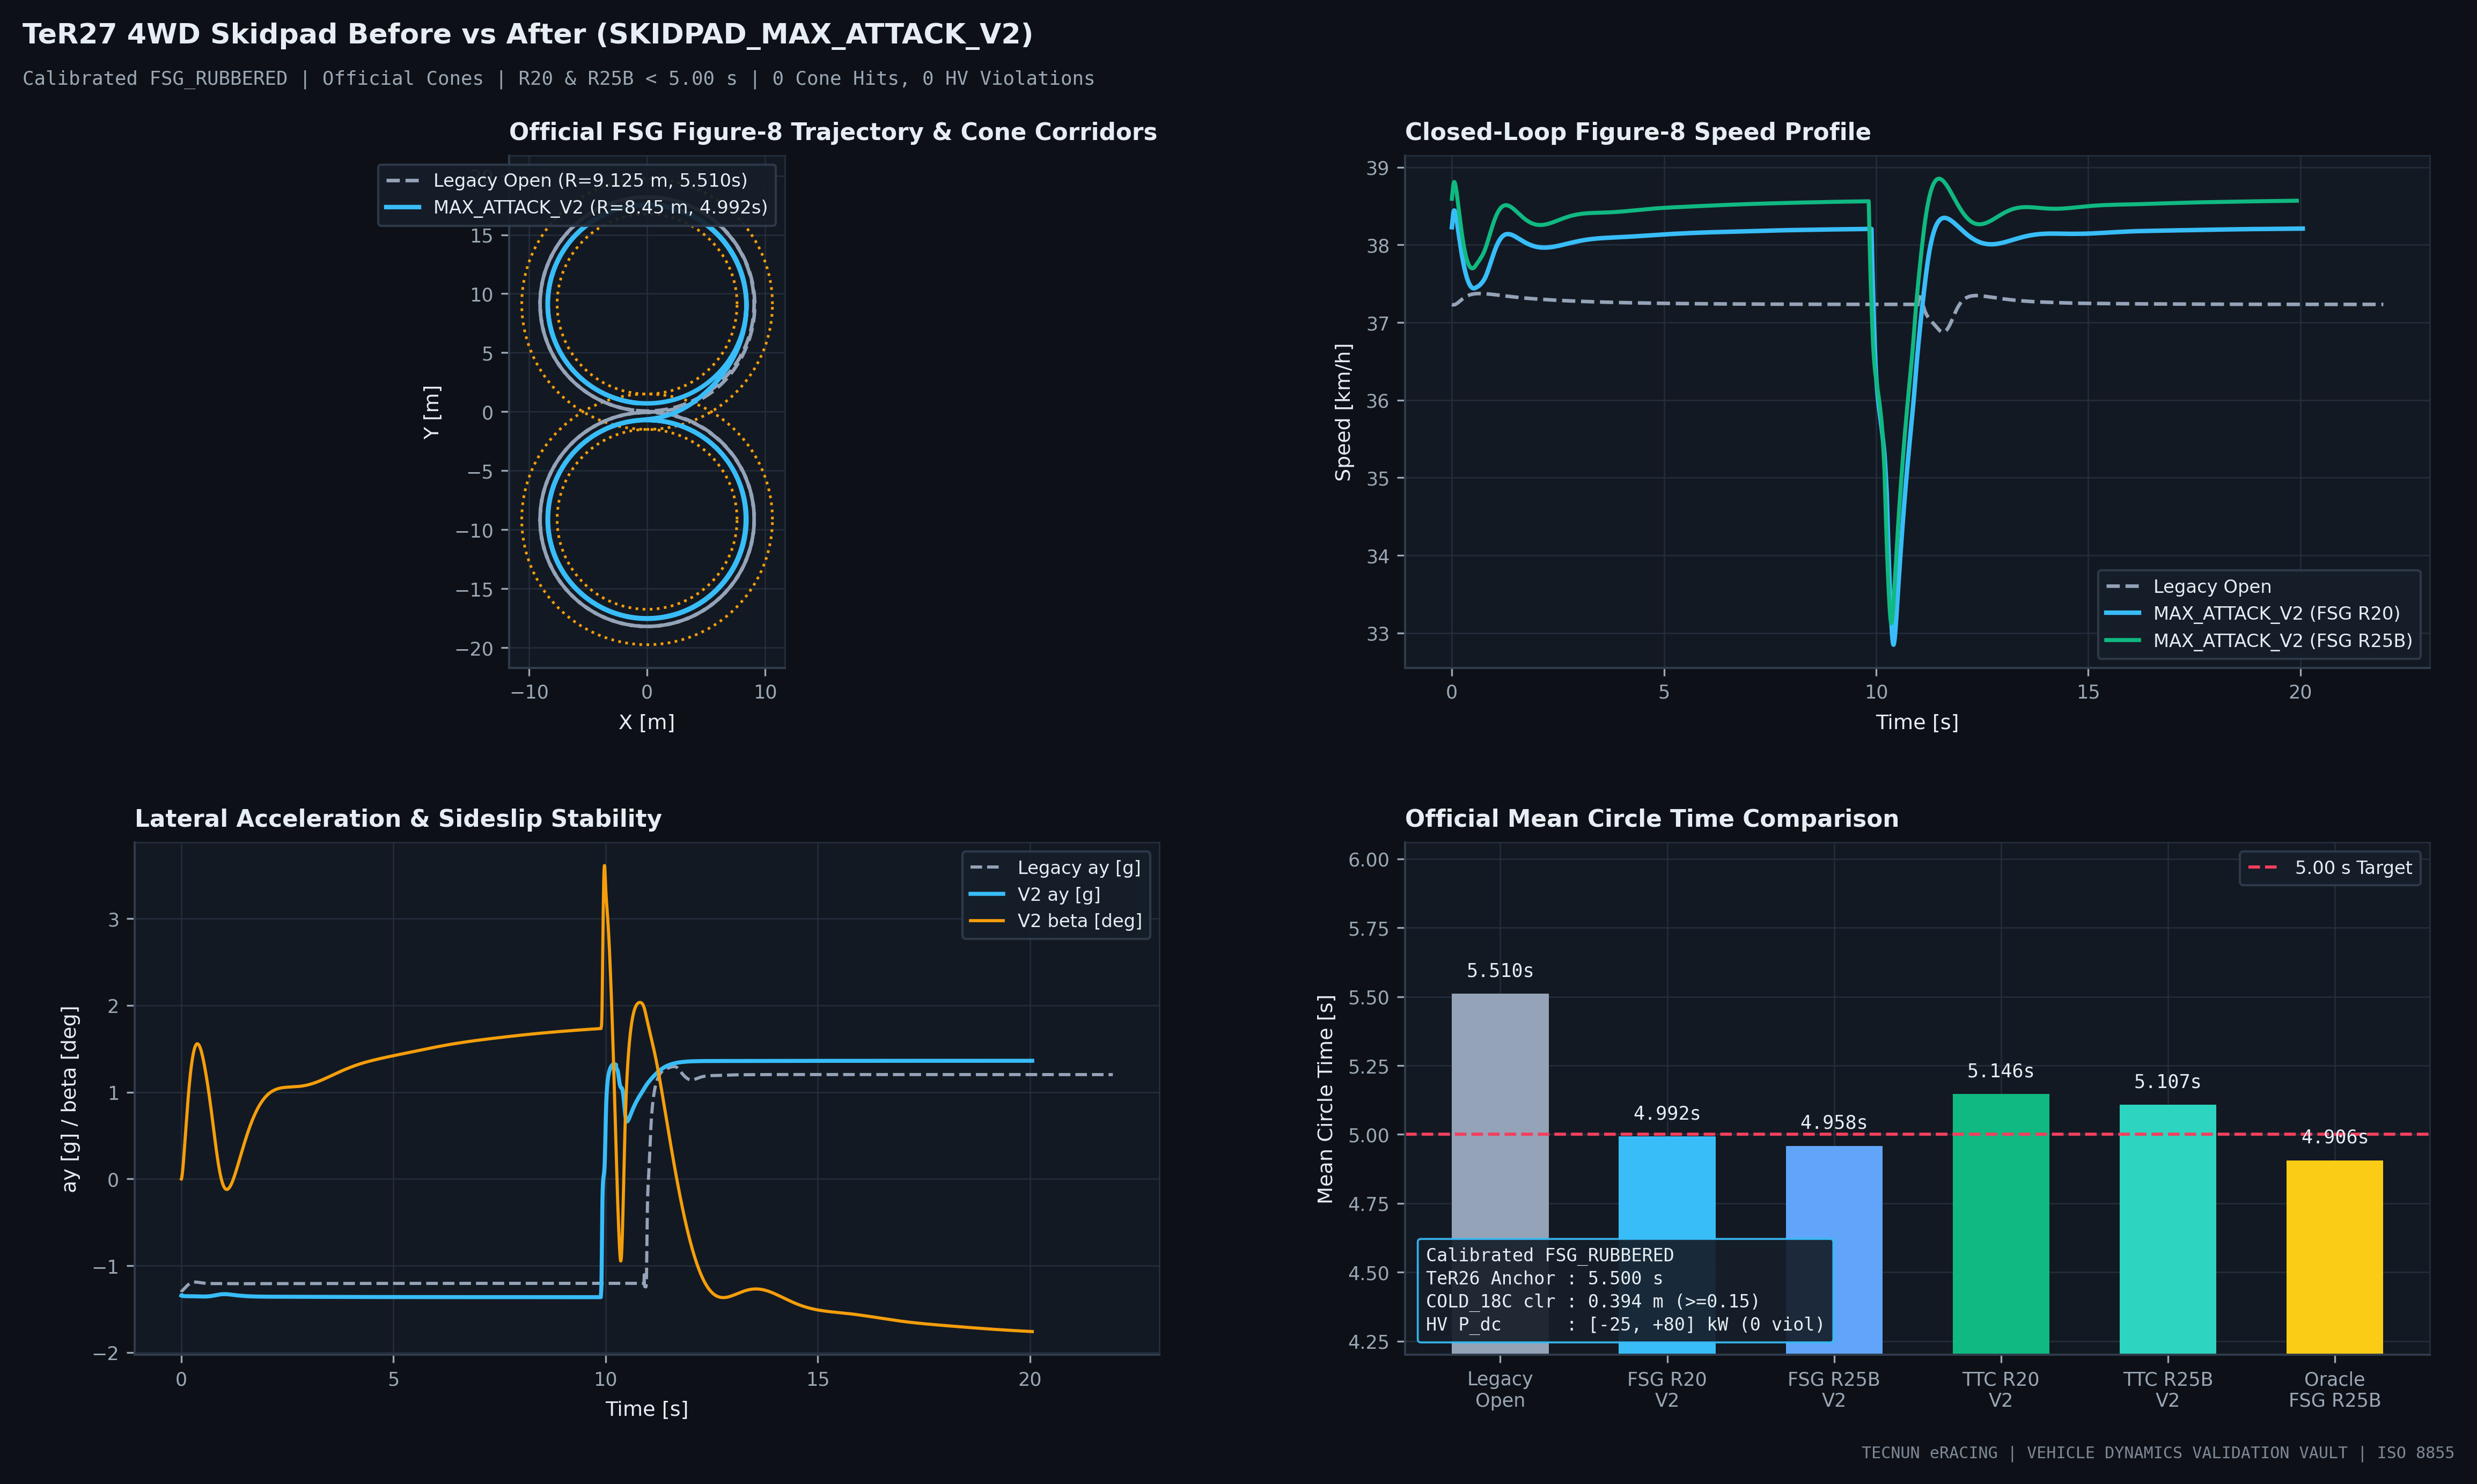 TeR27 4WD Skidpad Before vs After (SKIDPAD_MAX_ATTACK_V2)
Calibrated FSG_RUBBERED | Official Cones | R20 & R25B < 5.00 s | 0 Cone Hits, 0 HV Violations
Official FSG Figure-8 Trajectory & Cone Corridors
Legacy Open (R=9.125 m, 5.510s)
MAX_ATTACK_V2 (R=8.45 m, 4.992s)
15
10
5
0
−5
−10
−15
−20
Y [m]
−10
0
10
X [m]
Closed-Loop Figure-8 Speed Profile
39
38
37
36
35
34
33
Speed [km/h]
Legacy Open
MAX_ATTACK_V2 (FSG R20)
MAX_ATTACK_V2 (FSG R25B)
0
5
10
15
20
Time [s]
Lateral Acceleration & Sideslip Stability
Legacy ay [g]
V2 ay [g]
V2 beta [deg]
3
2
1
0
−1
−2
ay [g] / beta [deg]
0
5
10
15
20
Time [s]
Official Mean Circle Time Comparison
5.00 s Target
6.00
5.75
5.50
5.25
5.00
4.75
4.50
4.25
Mean Circle Time [s]
5.510s
4.992s
4.958s
5.146s
5.107s
4.906s
Calibrated FSG_RUBBERED
TeR26 Anchor : 5.500 s
COLD_18C clr : 0.394 m (>=0.15)
HV P_dc : [-25, +80] kW (0 viol)
Legacy
Open
FSG R20
V2
FSG R25B
V2
TTC R20
V2
TTC R25B
V2
Oracle
FSG R25B
TECNUN eRACING | VEHICLE DYNAMICS VALIDATION VAULT | ISO 8855